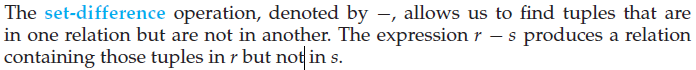 The set-difference operation, denoted by −, allows us to find tuples that are
in one relation but are not in another. The expression r − s produces a relation
containing those tuples in r but not in s.